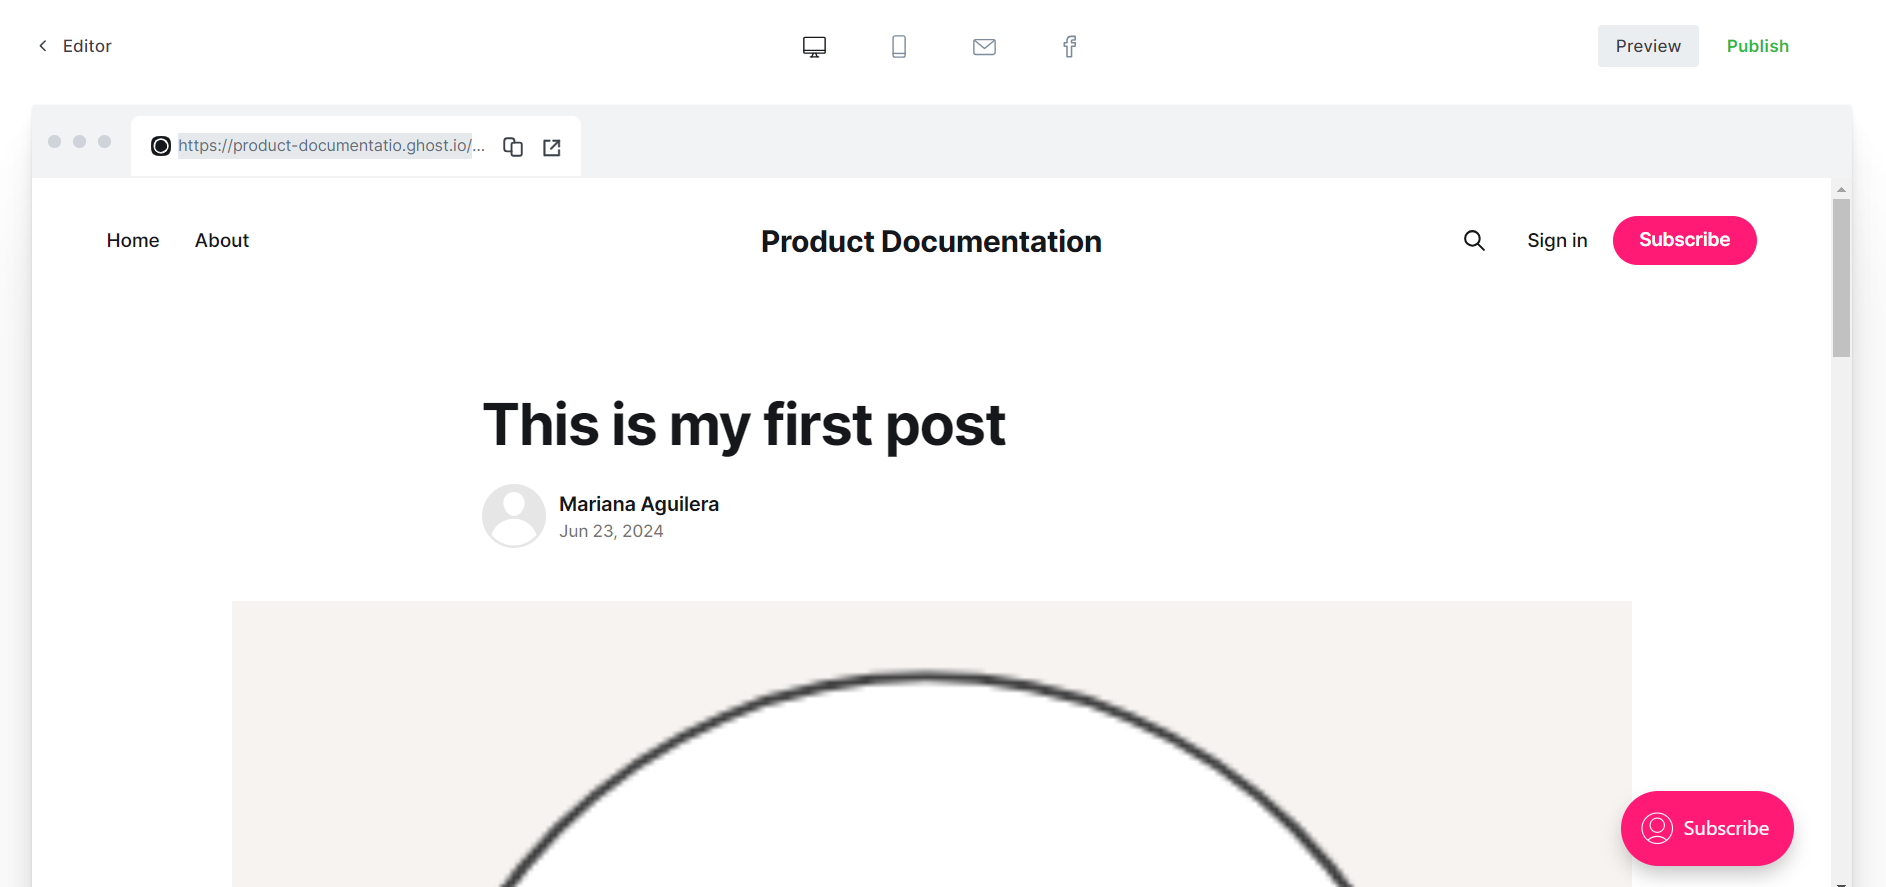 Editor
Preview
Publish
https://product-documentatio.ghost.io/...
Home
About
Product Documentation
Sign in
Subscribe
This is my first post
Mariana Aguilera
Jun 23, 2024
Subscribe